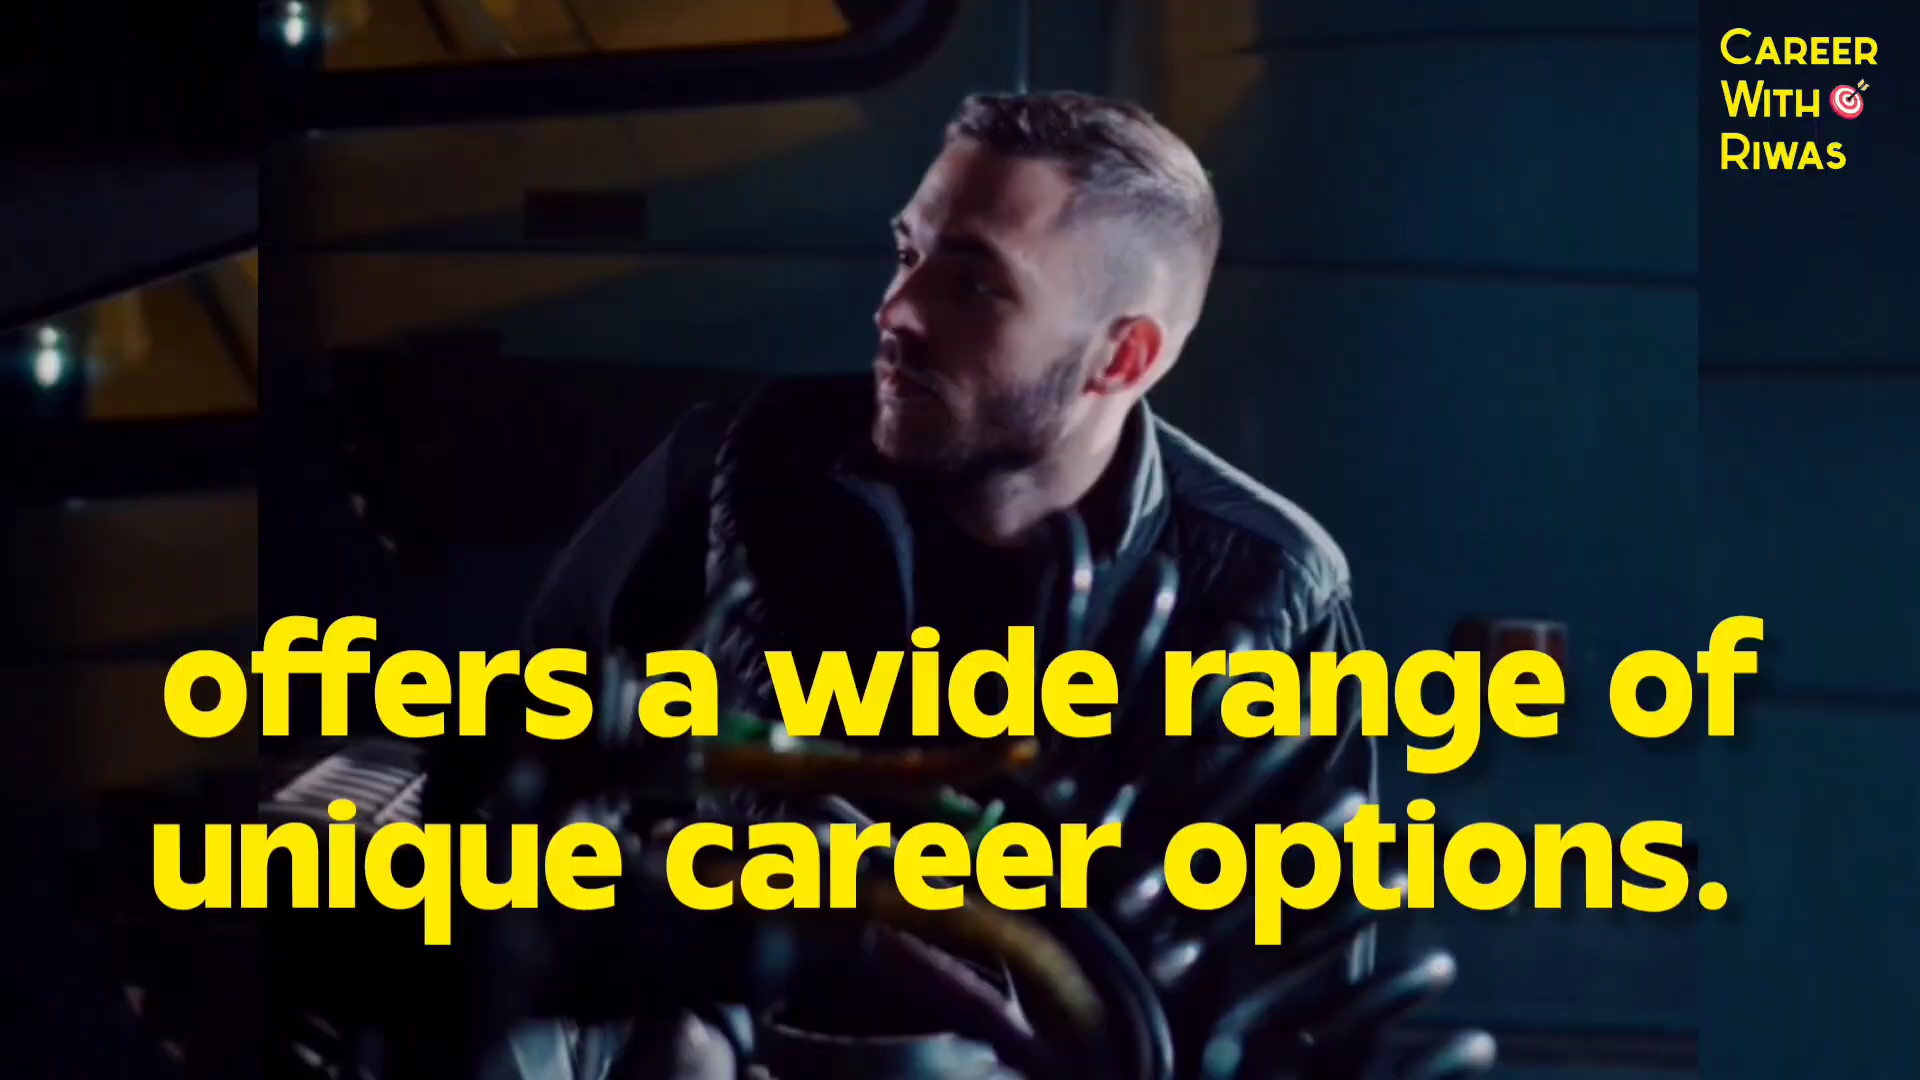 CAREER
WITH
RIWAS
offers a wide range of
unique career options.